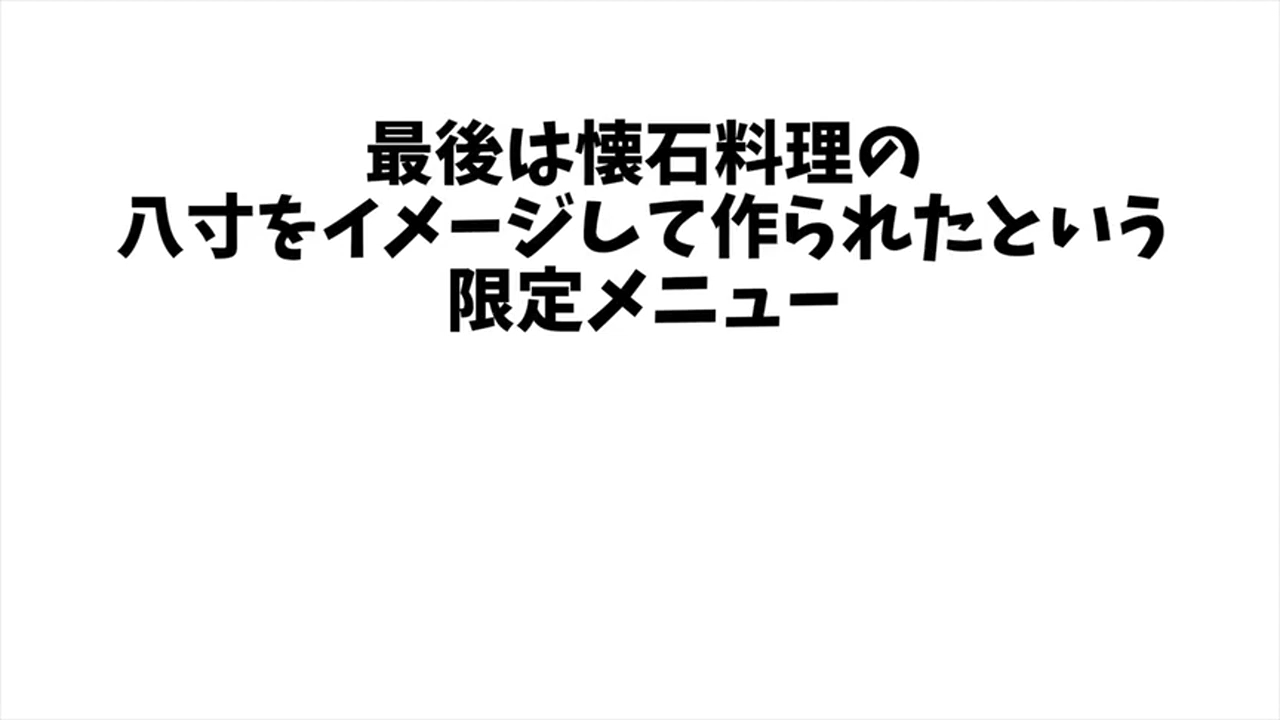 最後は懐石料理の
八寸をイメージして作られたという
限定メニュー